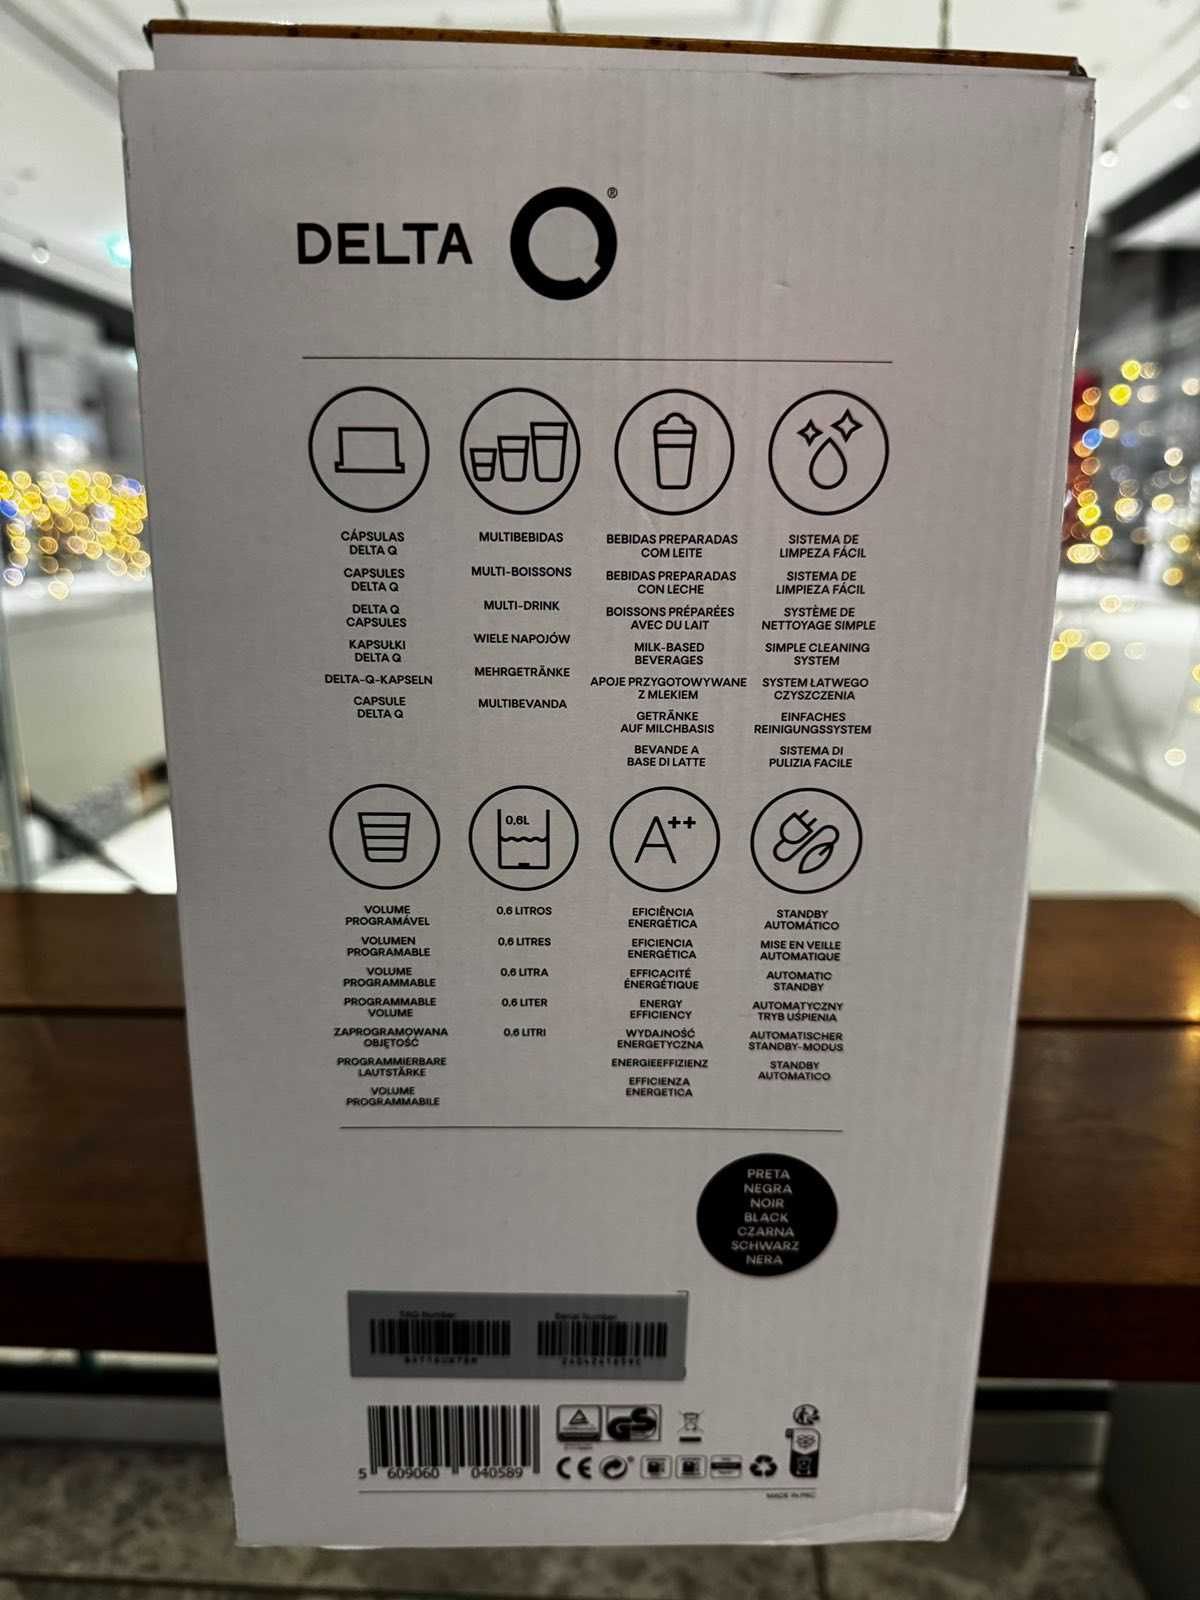 DELTA Q®
CÁPSULAS
DELTA Q
CAPSULES
DELTA Q
DELTA Q
CAPSULES
KAPSUŁKI
DELTA Q
DELTA-Q-KAPSELN
CAPSULE
DELTA Q
MULTIBEBIDAS
MULTI-BOISSONS
MULTI-DRINK
WIELE NAPOJÓW
MEHRGETRÄNKE
MULTIBEVANDA
BEBIDAS PREPARADAS
COM LEITE
BEBIDAS PREPARADAS
CON LECHE
BOISSONS PRÉPARÉES
AVEC DU LAIT
MILK-BASED
BEVERAGES
APOJE PRZYGOTOWYWANE
Z MLEKIEM
GETRÄNKE
AUF MILCHBASIS
BEVANDE A
BASE DI LATTE
SISTEMA DE
LIMPEZA FÁCIL
SISTEMA DE
LIMPIEZA FÁCIL
SYSTÈME DE
NETTOYAGE SIMPLE
SIMPLE CLEANING
SYSTEM
SYSTEM ŁATWEGO
CZYSZCZENIA
EINFACHES
REINIGUNGSSYSTEM
SISTEMA DI
PULIZIA FACILE
VOLUME
PROGRAMÁVEL
VOLUMEN
PROGRAMABLE
VOLUME
PROGRAMMABLE
PROGRAMMABLE
VOLUME
ZAPROGRAMOWANA
OBJĘTOŚĆ
PROGRAMMIERBARE
LAUTSTÄRKE
VOLUME
PROGRAMMABILE
0,6L
0,6 LITROS
0,6 LITRES
0,6 LITRA
0,6 LITER
0,6 LITRI
A++
EFICIÊNCIA
ENERGÉTICA
EFICIENCIA
ENERGÉTICA
EFFICACITÉ
ÉNERGÉTIQUE
ENERGY
EFFICIENCY
WYDAJNOŚĆ
ENERGETYCZNA
ENERGIEEFFIZIENZ
EFFICIENZA
ENERGETICA
STANDBY
AUTOMÁTICO
MISE EN VEILLE
AUTOMATIQUE
AUTOMATIC
STANDBY
AUTOMATYCZNY
TRYB UŚPIENIA
AUTOMATISCHER
STANDBY-MODUS
STANDBY
AUTOMATICO
PRETA
NEGRA
NOIR
BLACK
CZARNA
SCHWARZ
NERA
Serial Number
5 609060 040589
GS
CE
MADE IN PRC